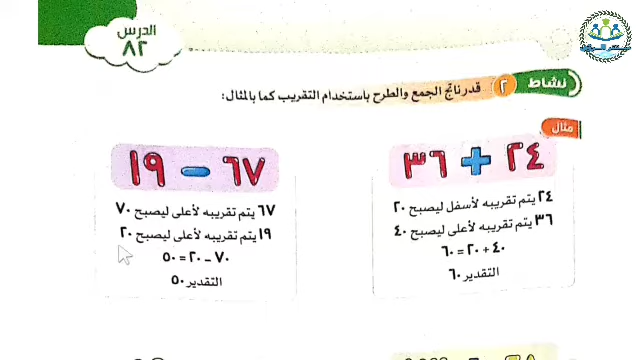 الدرس
٨٢
نشاط ٢ قدر ناتج الجمع والطرح باستخدام التقريب كما بالمثال:
مثال
٢٤ + ٣٦
٢٤ يتم تقريبه لأسفل ليصبح ٢٠
٣٦ يتم تقريبه لأعلى ليصبح ٤٠
٤٠ + ٢٠ = ٦٠
التقدير ٦٠
٦٧ – ١٩
٦٧ يتم تقريبه لأعلى ليصبح ٧٠
١٩ يتم تقريبه لأعلى ليصبح ٢٠
٧٠ – ٢٠ = ٥٠
التقدير ٥٠